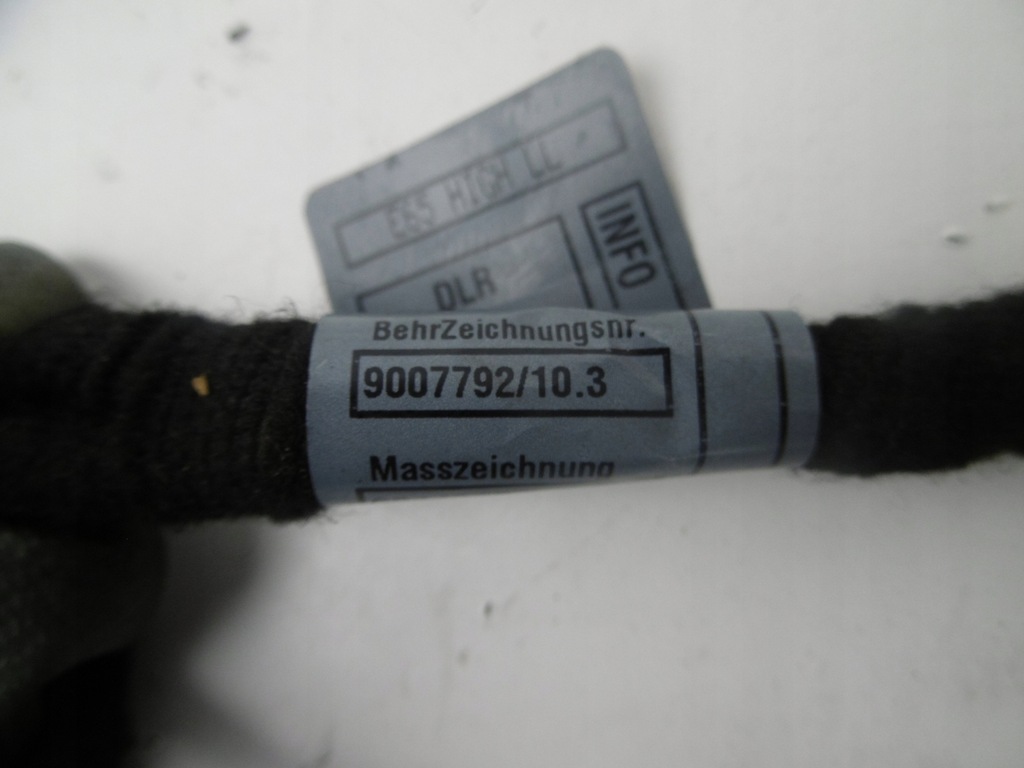 E65 HIGH LL
INFO
DLR
BehrZeichnungsnr.
9007792/10.3
Masszeichnung